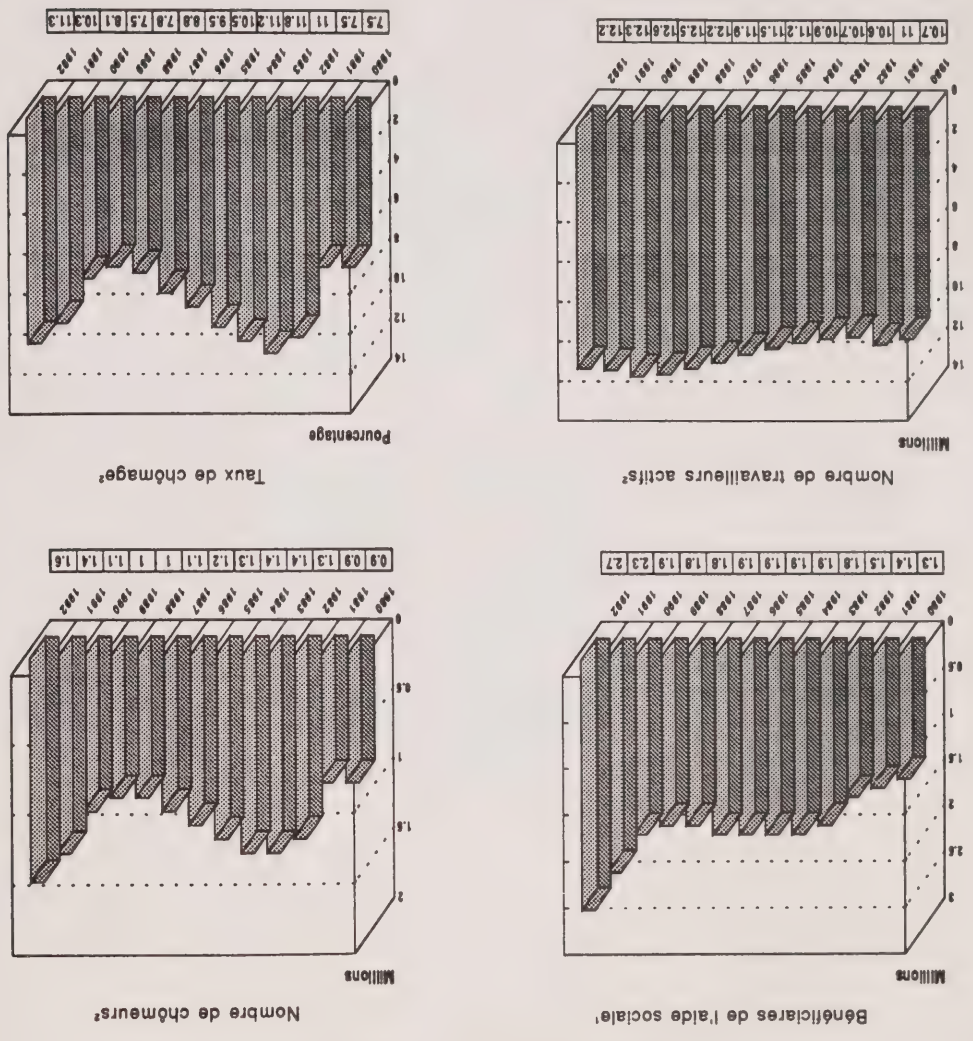 Bénéficiaires de l'aide sociale¹
Millions
3
2.5
2
1.5
1
0.5
0
1980 1981 1982 1983 1984 1985 1986 1987 1988 1989 1990 1991 1992
1.3 1.4 1.5 1.8 1.9 1.9 1.9 1.9 1.8 1.8 1.9 2.3 2.7
Nombre de chômeurs²
Millions
2
1.5
1
0.5
0
1980 1981 1982 1983 1984 1985 1986 1987 1988 1989 1990 1991 1992
0.9 0.9 1.3 1.4 1.4 1.3 1.2 1.1 1 1 1.1 1.4 1.6
Nombre de travailleurs actifs²
Millions
14
12
10
8
6
4
2
0
1980 1981 1982 1983 1984 1985 1986 1987 1988 1989 1990 1991 1992
10.7 11 10.6 10.7 10.9 11.2 11.5 11.9 12.2 12.5 12.6 12.3 12.2
Taux de chômage²
Pourcentage
14
12
10
8
6
4
2
0
1980 1981 1982 1983 1984 1985 1986 1987 1988 1989 1990 1991 1992
7.5 7.5 11 11.8 11.2 10.5 9.5 8.8 7.8 7.5 8.1 10.3 11.3